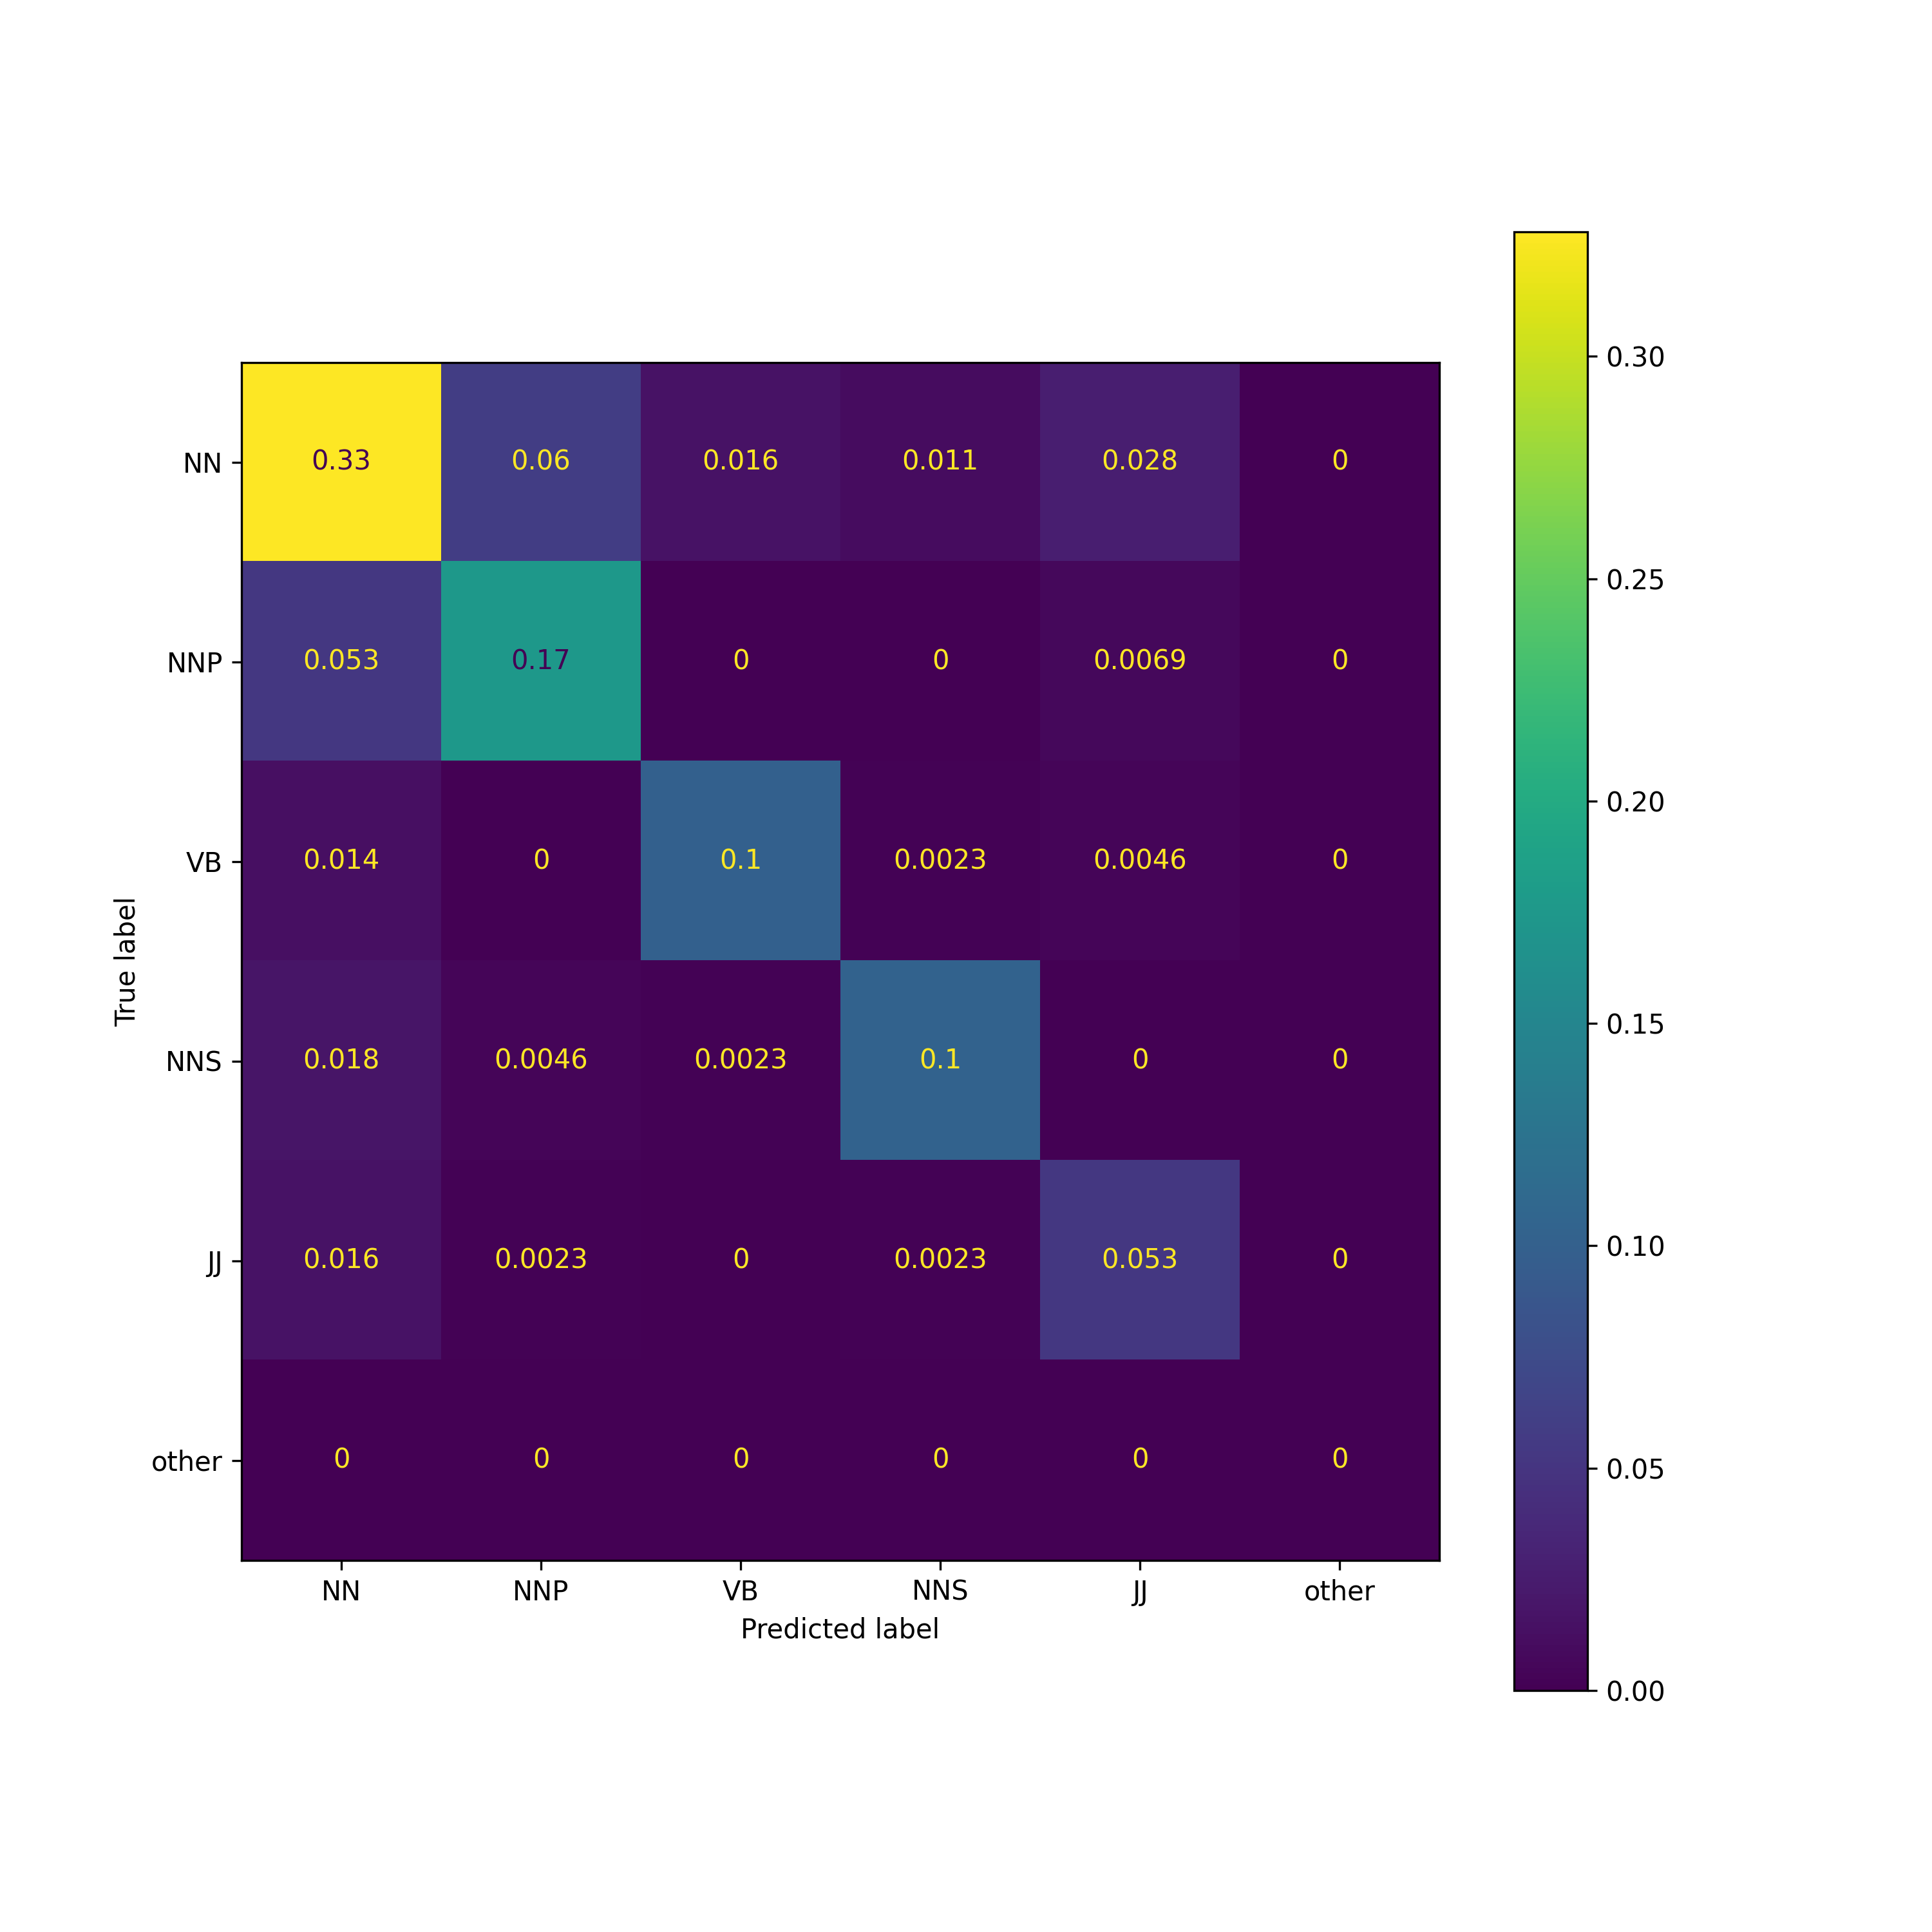 NN 0.33 0.06 0.016 0.011 0.028 0
NNP 0.053 0.17 0 0 0.0069 0
VB 0.014 0 0.1 0.0023 0.0046 0
NNS 0.018 0.0046 0.0023 0.1 0 0
JJ 0.016 0.0023 0 0.0023 0.053 0
other 0 0 0 0 0 0
NN NNP VB NNS JJ other
Predicted label
True label
0.30
0.25
0.20
0.15
0.10
0.05
0.00